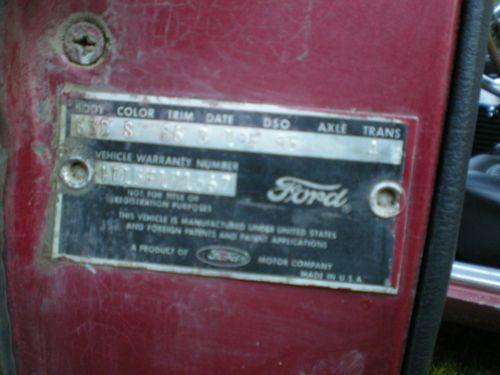 BODY COLOR TRIM DATE DSO AXLE TRANS
VEHICLE WARRANTY NUMBER
Ford
NOT FOR TITLE OR
REGISTRATION PURPOSES
THIS VEHICLE IS MANUFACTURED UNDER UNITED STATES
AND FOREIGN PATENTS AND PATENT APPLICATIONS
A PRODUCT OF Ford MOTOR COMPANY
MADE IN U.S.A.